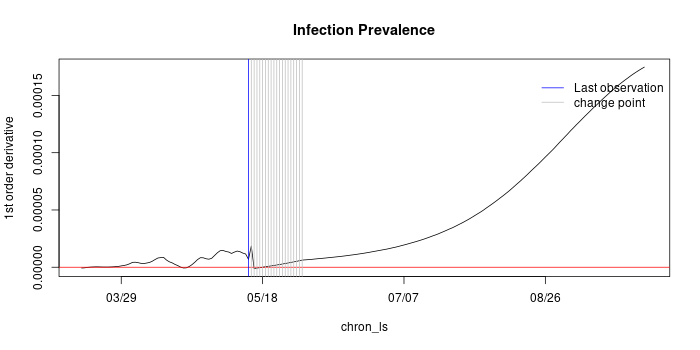 Infection Prevalence
1st order derivative
0.00015
0.00010
0.00005
0.00000
Last observation
change point
03/29
05/18
07/07
08/26
chron_ls